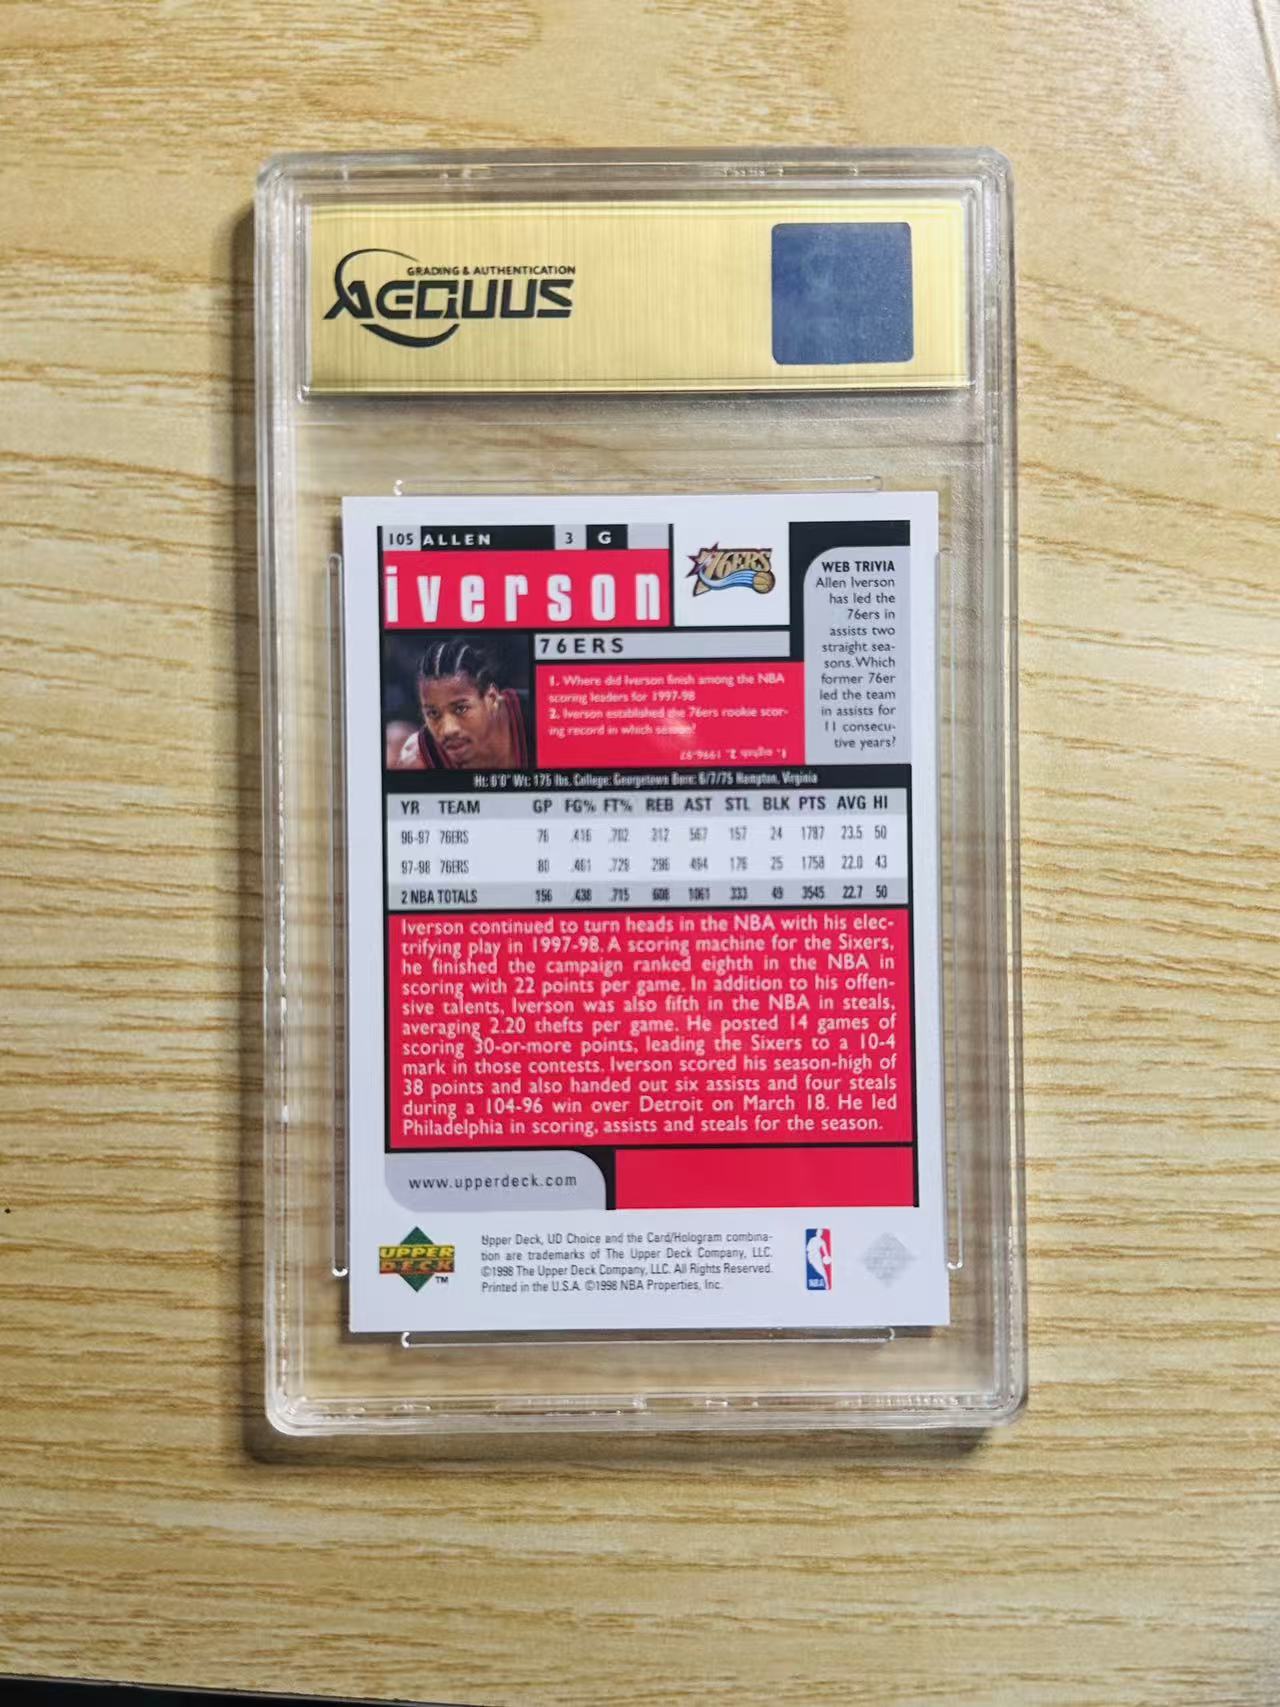 GRADING & AUTHENTICATION
AEQUUS
105 ALLEN 3 G
iverson
76ERS
76ERS
1. Where did Iverson finish among the NBA
scoring leaders for 1997-98
2. Iverson established the 76ers rookie scor-
ing record in which season?
1. eighth 2. 1996-97
WEB TRIVIA
Allen Iverson
has led the
76ers in
assists two
straight sea-
sons. Which
former 76er
led the team
in assists for
11 consecu-
tive years?
Ht: 6'0" Wt: 175 lbs. College: Georgetown Born: 6/7/75 Hampton, Virginia
YR TEAM GP FG% FT% REB AST STL BLK PTS AVG HI
96-97 76ERS 76 .416 .702 312 567 157 24 1787 23.5 50
97-98 76ERS 80 .461 .729 296 494 176 25 1758 22.0 43
2 NBA TOTALS 156 .438 .715 608 1061 333 49 3545 22.7 50
Iverson continued to turn heads in the NBA with his elec-
trifying play in 1997-98. A scoring machine for the Sixers,
he finished the campaign ranked eighth in the NBA in
scoring with 22 points per game. In addition to his offen-
sive talents, Iverson was also fifth in the NBA in steals,
averaging 2.20 thefts per game. He posted 14 games of
scoring 30-or-more points, leading the Sixers to a 10-4
mark in those contests. Iverson scored his season-high of
38 points and also handed out six assists and four steals
during a 104-96 win over Detroit on March 18. He led
Philadelphia in scoring, assists and steals for the season.
www.upperdeck.com
UPPER
DECK
TM
Upper Deck, UD Choice and the Card/Hologram combina-
tion are trademarks of The Upper Deck Company, LLC.
©1998 The Upper Deck Company, LLC. All Rights Reserved.
Printed in the U.S.A. ©1998 NBA Properties, Inc.
NBA